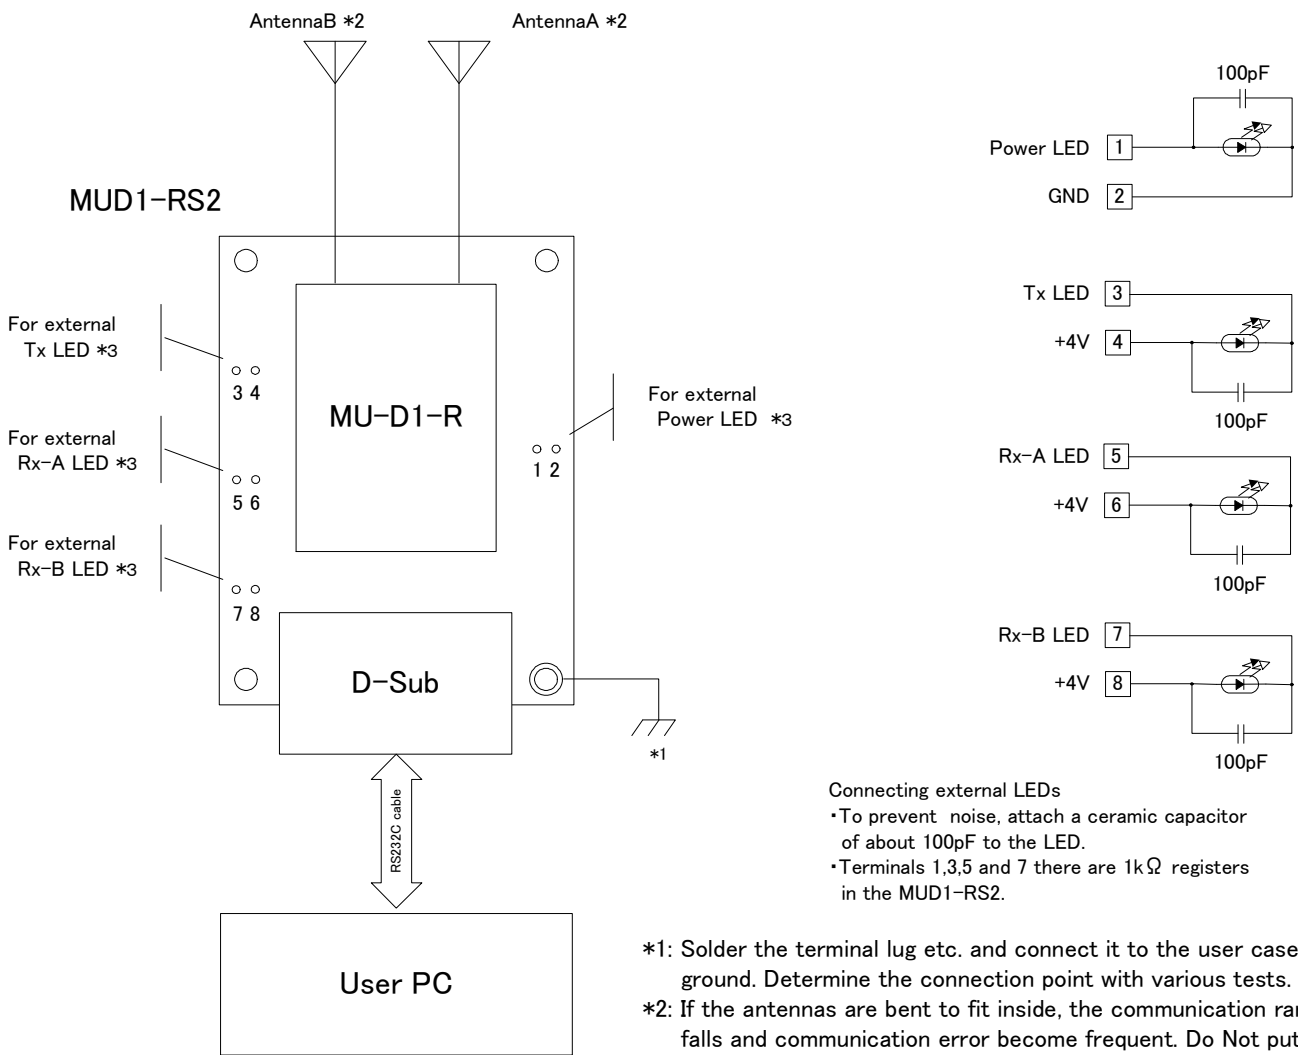 AntennaB *2
AntennaA *2
MUD1-RS2
For external
Tx LED *3
3 4
For external
Rx-A LED *3
5 6
For external
Rx-B LED *3
7 8
MU-D1-R
1 2
For external
Power LED *3
D-Sub
*1
RS232C cable
User PC
100pF
Power LED 1
GND 2
Tx LED 3
+4V 4
100pF
Rx-A LED 5
+4V 6
100pF
Rx-B LED 7
+4V 8
100pF
Connecting external LEDs
・To prevent noise, attach a ceramic capacitor
of about 100pF to the LED.
・Terminals 1,3,5 and 7 there are 1kΩ registers
in the MUD1-RS2.
*1: Solder the terminal lug etc. and connect it to the user case
ground. Determine the connection point with various tests.
*2: If the antennas are bent to fit inside, the communication
falls and communication error become frequent. Do Not put